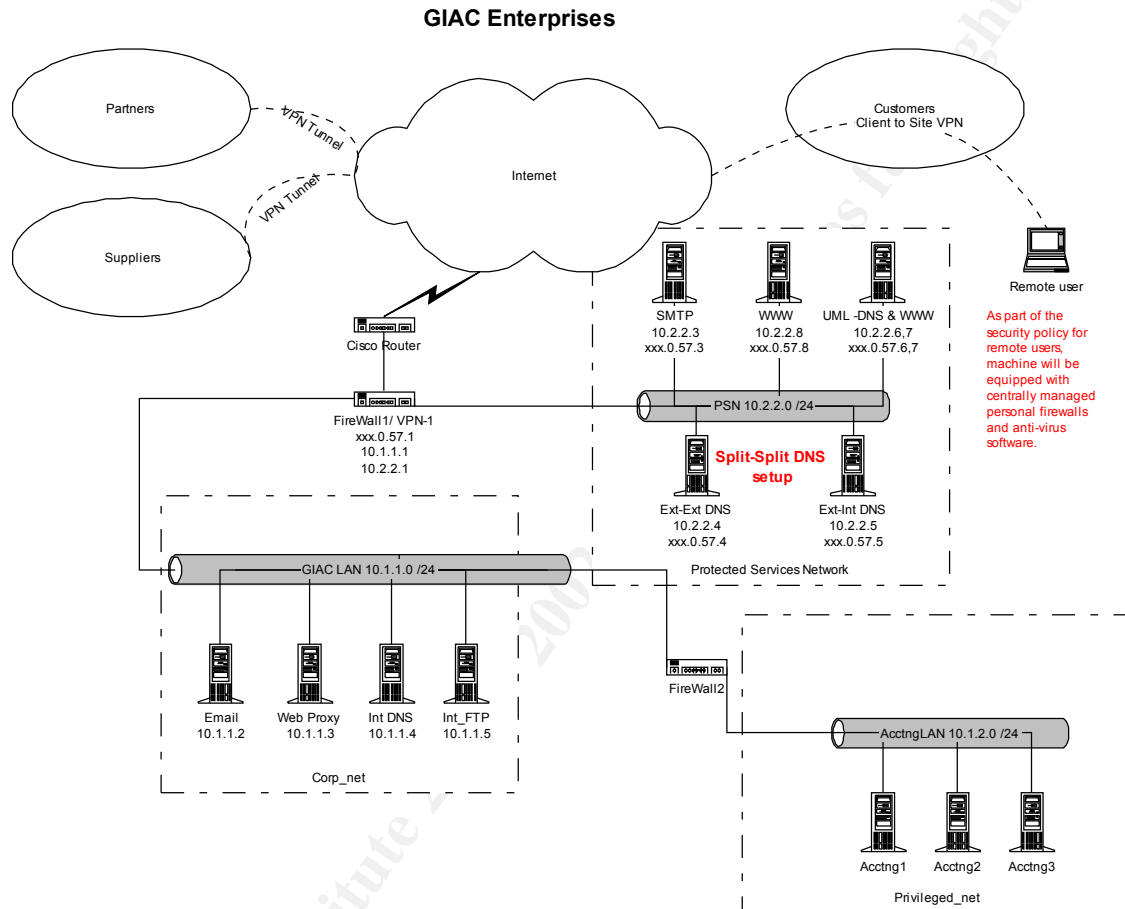 GIAC Enterprises
Partners
VPN Tunnel
Suppliers
VPN Tunnel
Internet
Customers
Client to Site VPN
Remote user
As part of the
security policy for
remote users,
machine will be
equipped with
centrally managed
personal firewalls
and anti-virus
software.
Cisco Router
FireWall1/ VPN-1
xxx.0.57.1
10.1.1.1
10.2.2.1
SMTP
10.2.2.3
xxx.0.57.3
WWW
10.2.2.8
xxx.0.57.8
UML -DNS & WWW
10.2.2.6,7
xxx.0.57.6,7
PSN 10.2.2.0 /24
Split-Split DNS
setup
Ext-Ext DNS
10.2.2.4
xxx.0.57.4
Ext-Int DNS
10.2.2.5
xxx.0.57.5
Protected Services Network
GIAC LAN 10.1.1.0 /24
Email
10.1.1.2
Web Proxy
10.1.1.3
Int DNS
10.1.1.4
Int_FTP
10.1.1.5
Corp_net
FireWall2
AcctngLAN 10.1.2.0 /24
Acctng1
Acctng2
Acctng3
Privileged_net